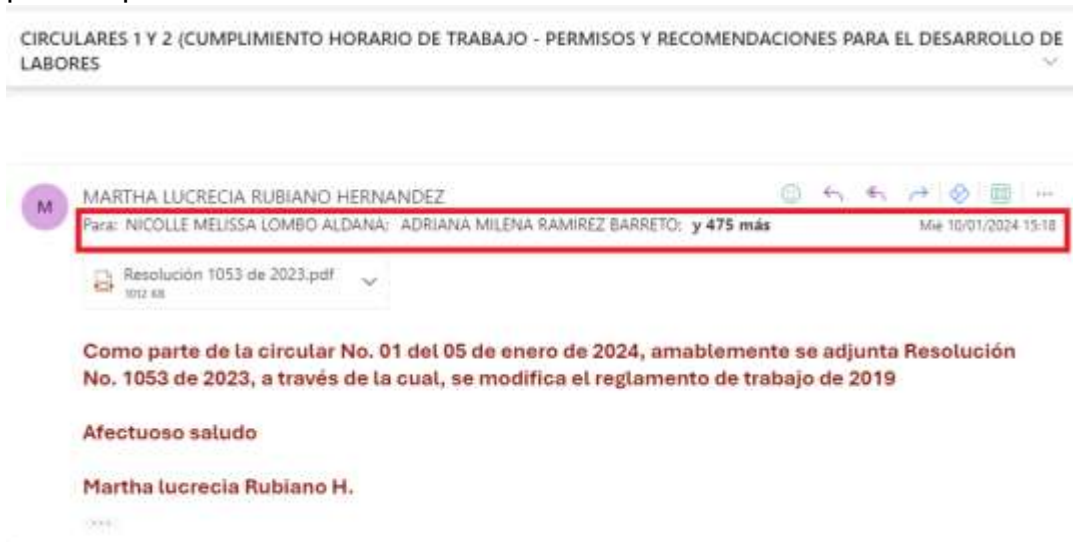 CIRCULARES 1 Y 2 (CUMPLIMIENTO HORARIO DE TRABAJO - PERMISOS Y RECOMENDACIONES PARA EL DESARROLLO DE
LABORES
M
MARTHA LUCRECIA RUBIANO HERNANDEZ
Para: NICOLLE MELISSA LOMBO ALDANA; ADRIANA MILENA RAMIREZ BARRETO; y 475 más
Mié 10/01/2024 15:18
Resolución 1053 de 2023.pdf
1012 KB
Como parte de la circular No. 01 del 05 de enero de 2024, amablemente se adjunta Resolución
No. 1053 de 2023, a través de la cual, se modifica el reglamento de trabajo de 2019
Afectuoso saludo
Martha lucrecia Rubiano H.
...